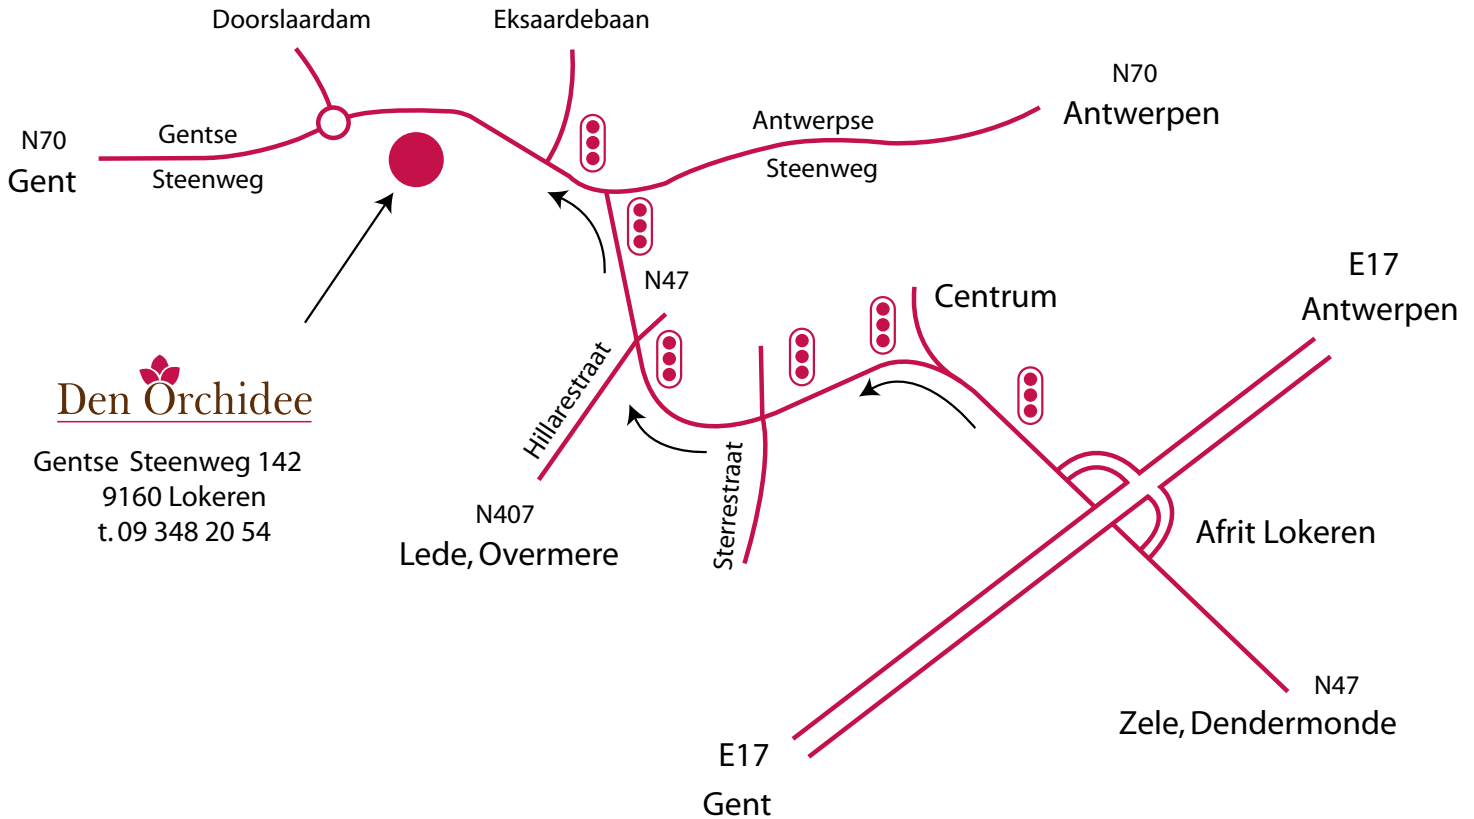 Doorslaardam
Eksaardebaan
N70
Antwerpen
Antwerpse
Steenweg
N70
Gent
Gentse
Steenweg
N47
Centrum
E17
Antwerpen
Hillarestraat
Sterrestraat
Den Orchidee
Gentse Steenweg 142
9160 Lokeren
t. 09 348 20 54
N407
Lede, Overmere
Afrit Lokeren
N47
Zele, Dendermonde
E17
Gent